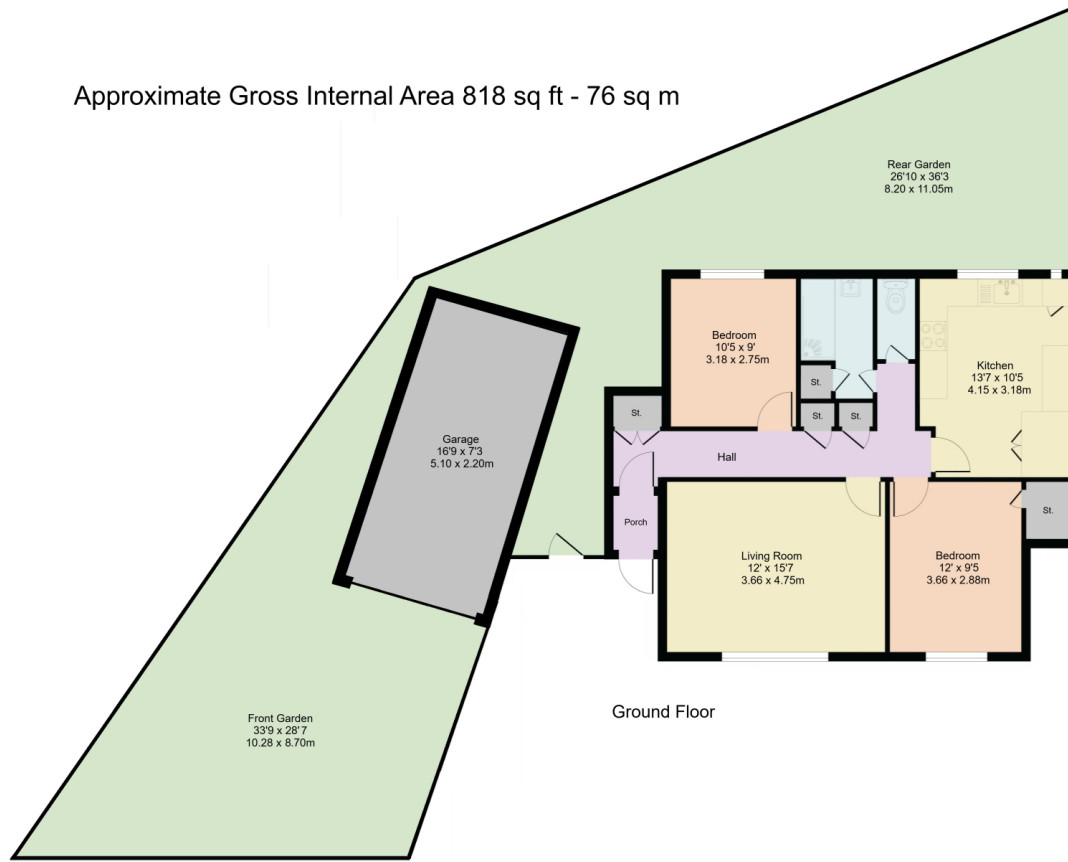 Approximate Gross Internal Area 818 sq ft - 76 sq m
Rear Garden
26'10 x 36'3
8.20 x 11.05m
Bedroom
10'5 x 9'
3.18 x 2.75m
St.
Kitchen
13'7 x 10'5
4.15 x 3.18m
St.
St.
St.
Garage
16'9 x 7'3
5.10 x 2.20m
Hall
Porch
St.
Living Room
12' x 15'7
3.66 x 4.75m
Bedroom
12' x 9'5
3.66 x 2.88m
Front Garden
33'9 x 28'7
10.28 x 8.70m
Ground Floor